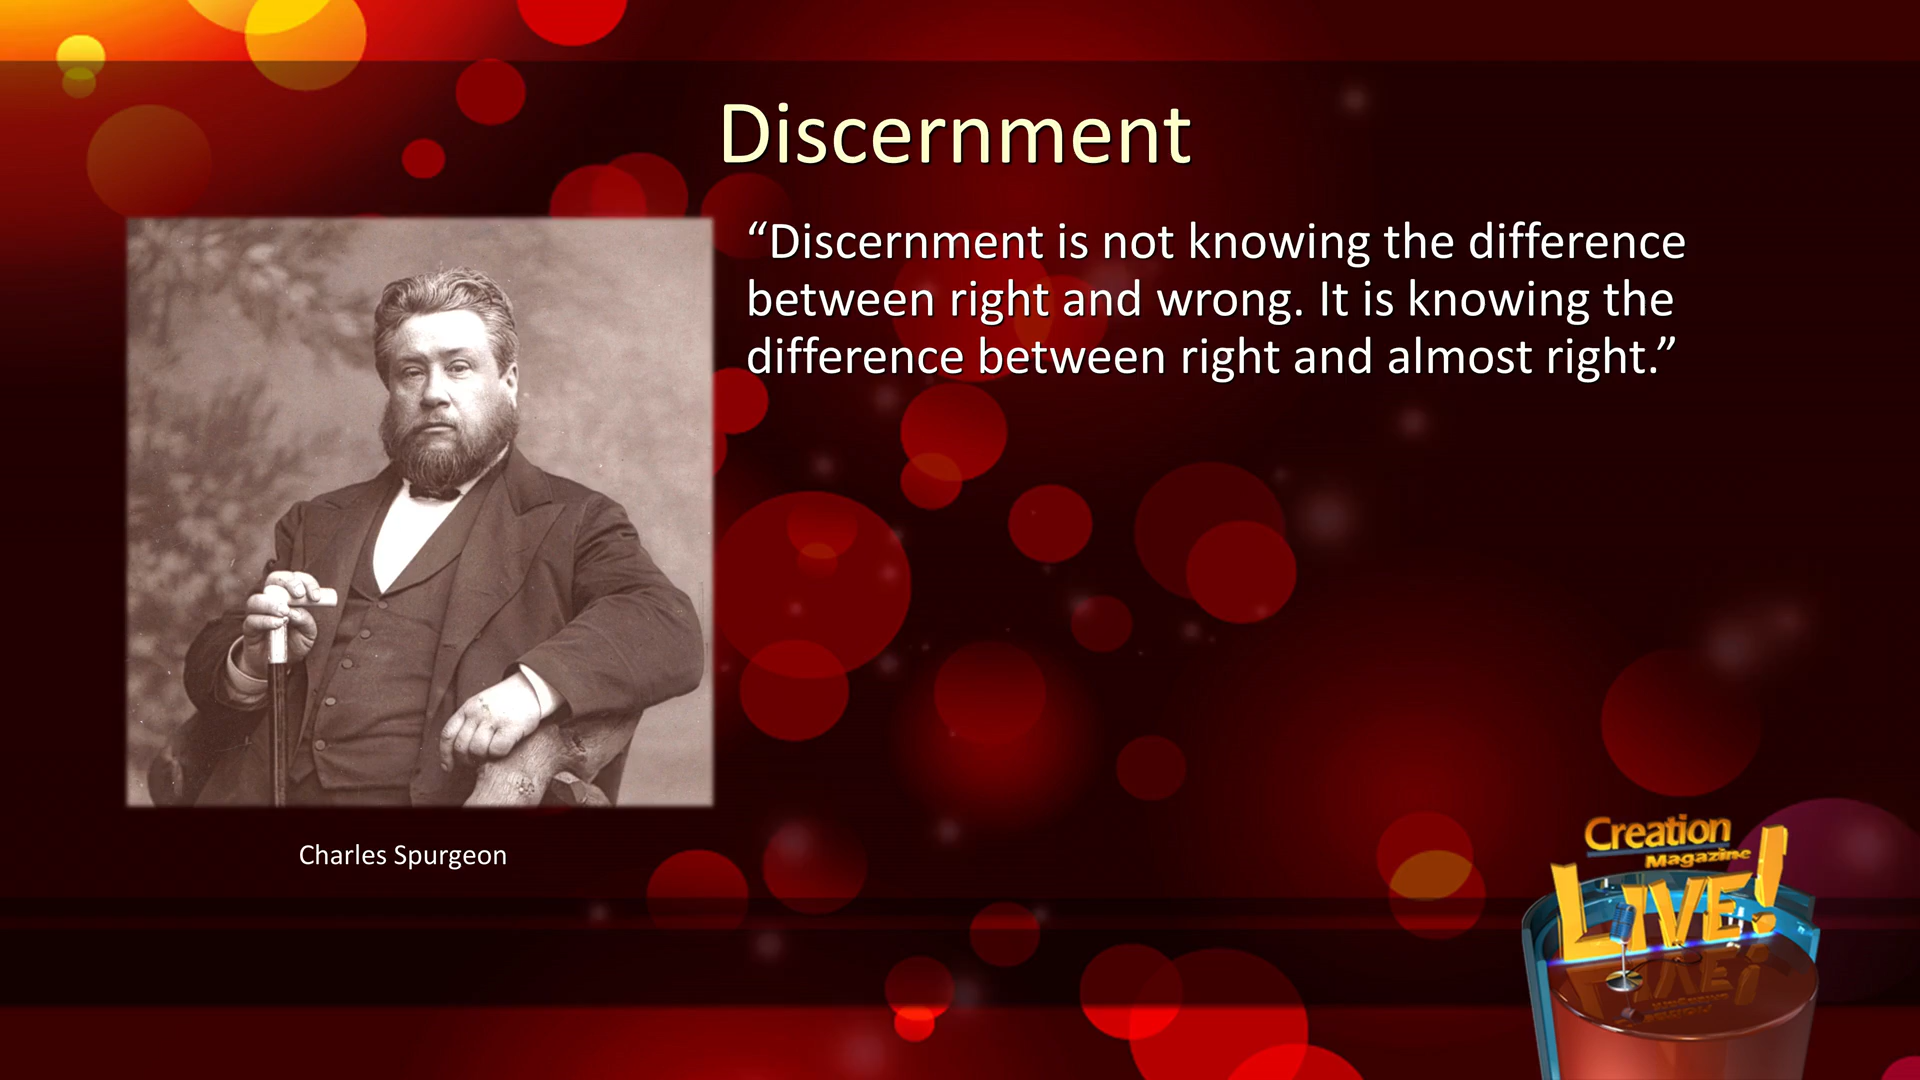 Discernment
“Discernment is not knowing the difference
between right and wrong. It is knowing the
difference between right and almost right.”
Charles Spurgeon
Creation
Magazine
LIVE!